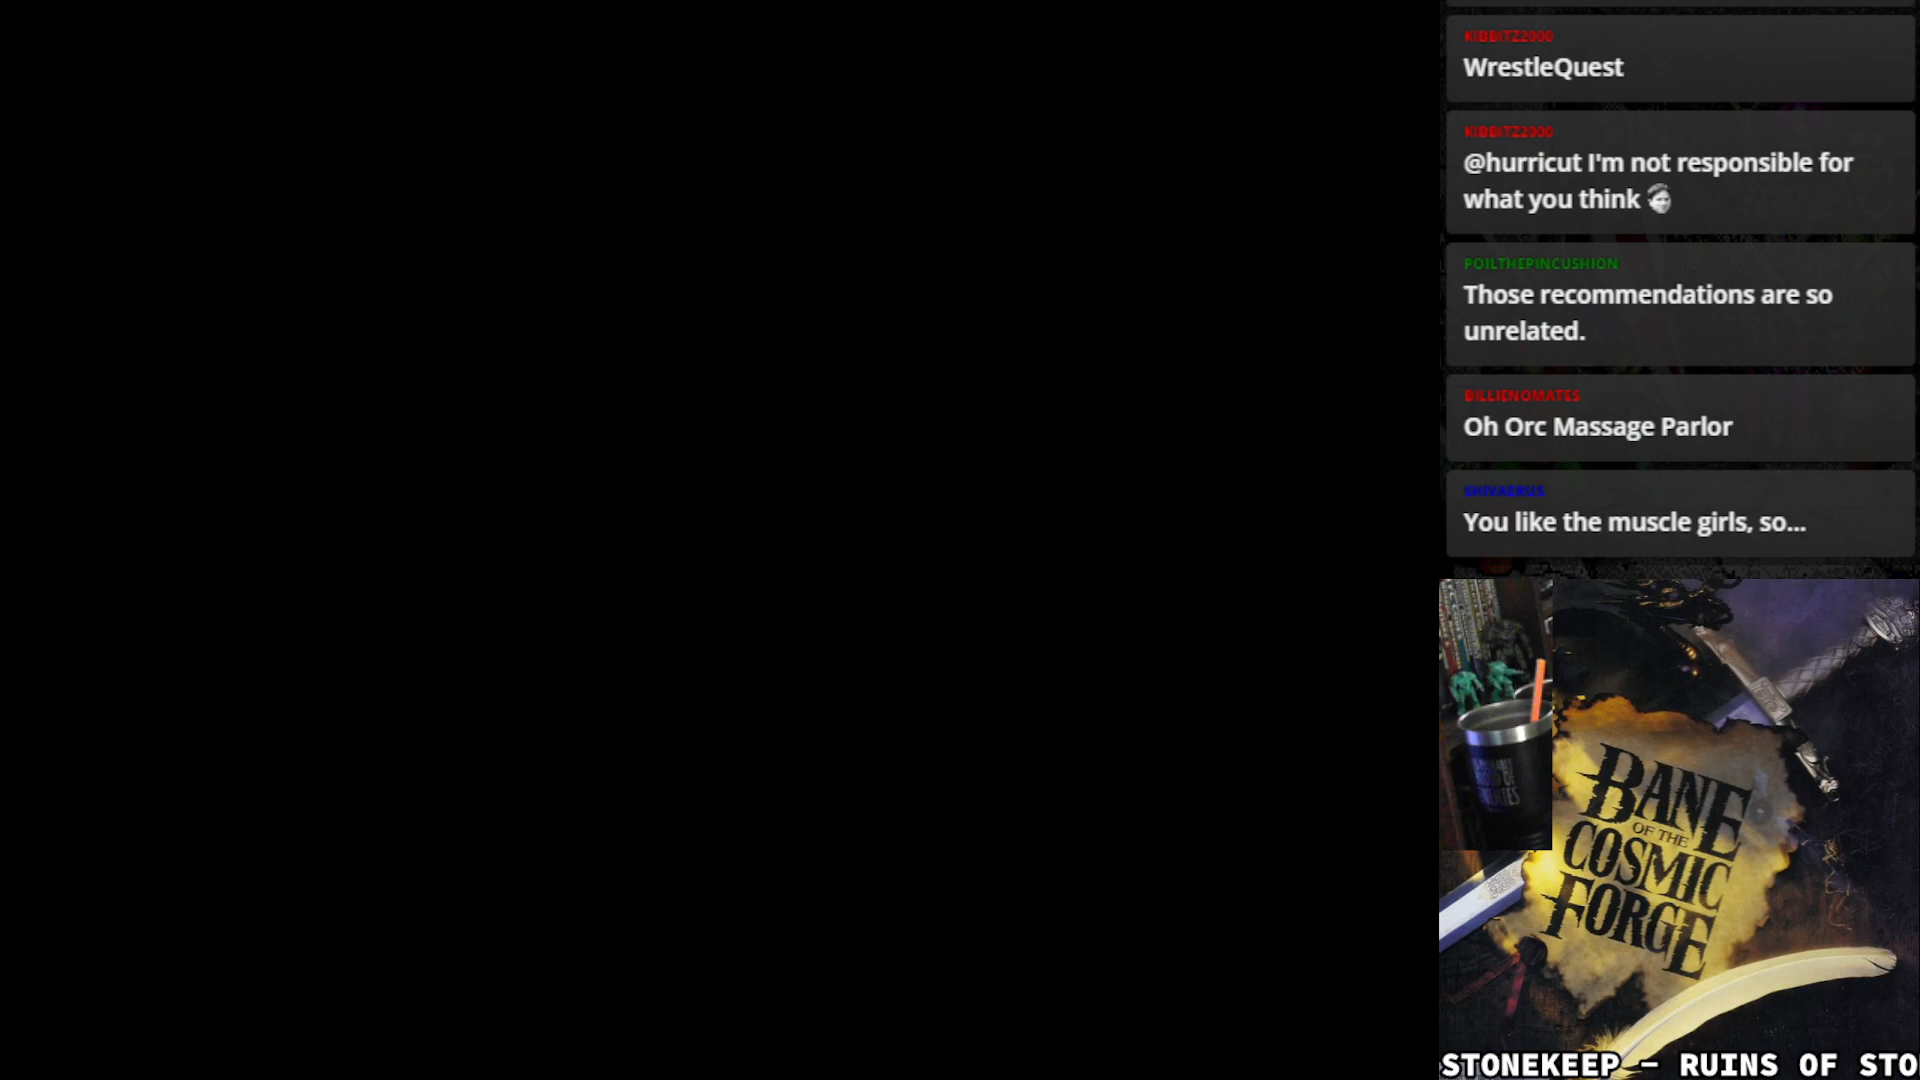 KIBBITZ2000
WrestleQuest
KIBBITZ2000
@hurricut I'm not responsible for
what you think
POILTHEPINCUSHION
Those recommendations are so
unrelated.
BILLIENOMATES
Oh Orc Massage Parlor
You like the muscle girls, so...
BANE
OF THE
COSMIC
FORGE
STONEKEEP – RUINS OF STO